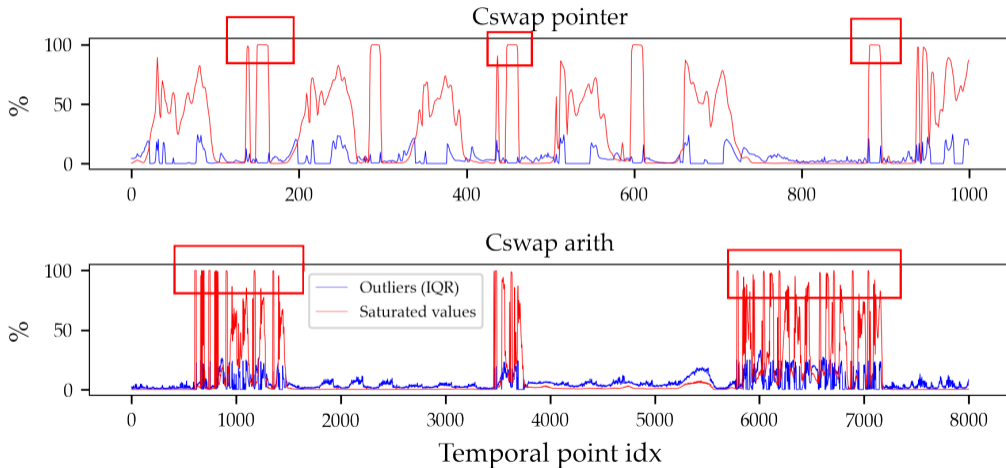 Cswap pointer
100
50
0
%
0 200 400 600 800 1000
Cswap arith
100
50
0
%
Outliers (IQR)
Saturated values
0 1000 2000 3000 4000 5000 6000 7000 8000
Temporal point idx